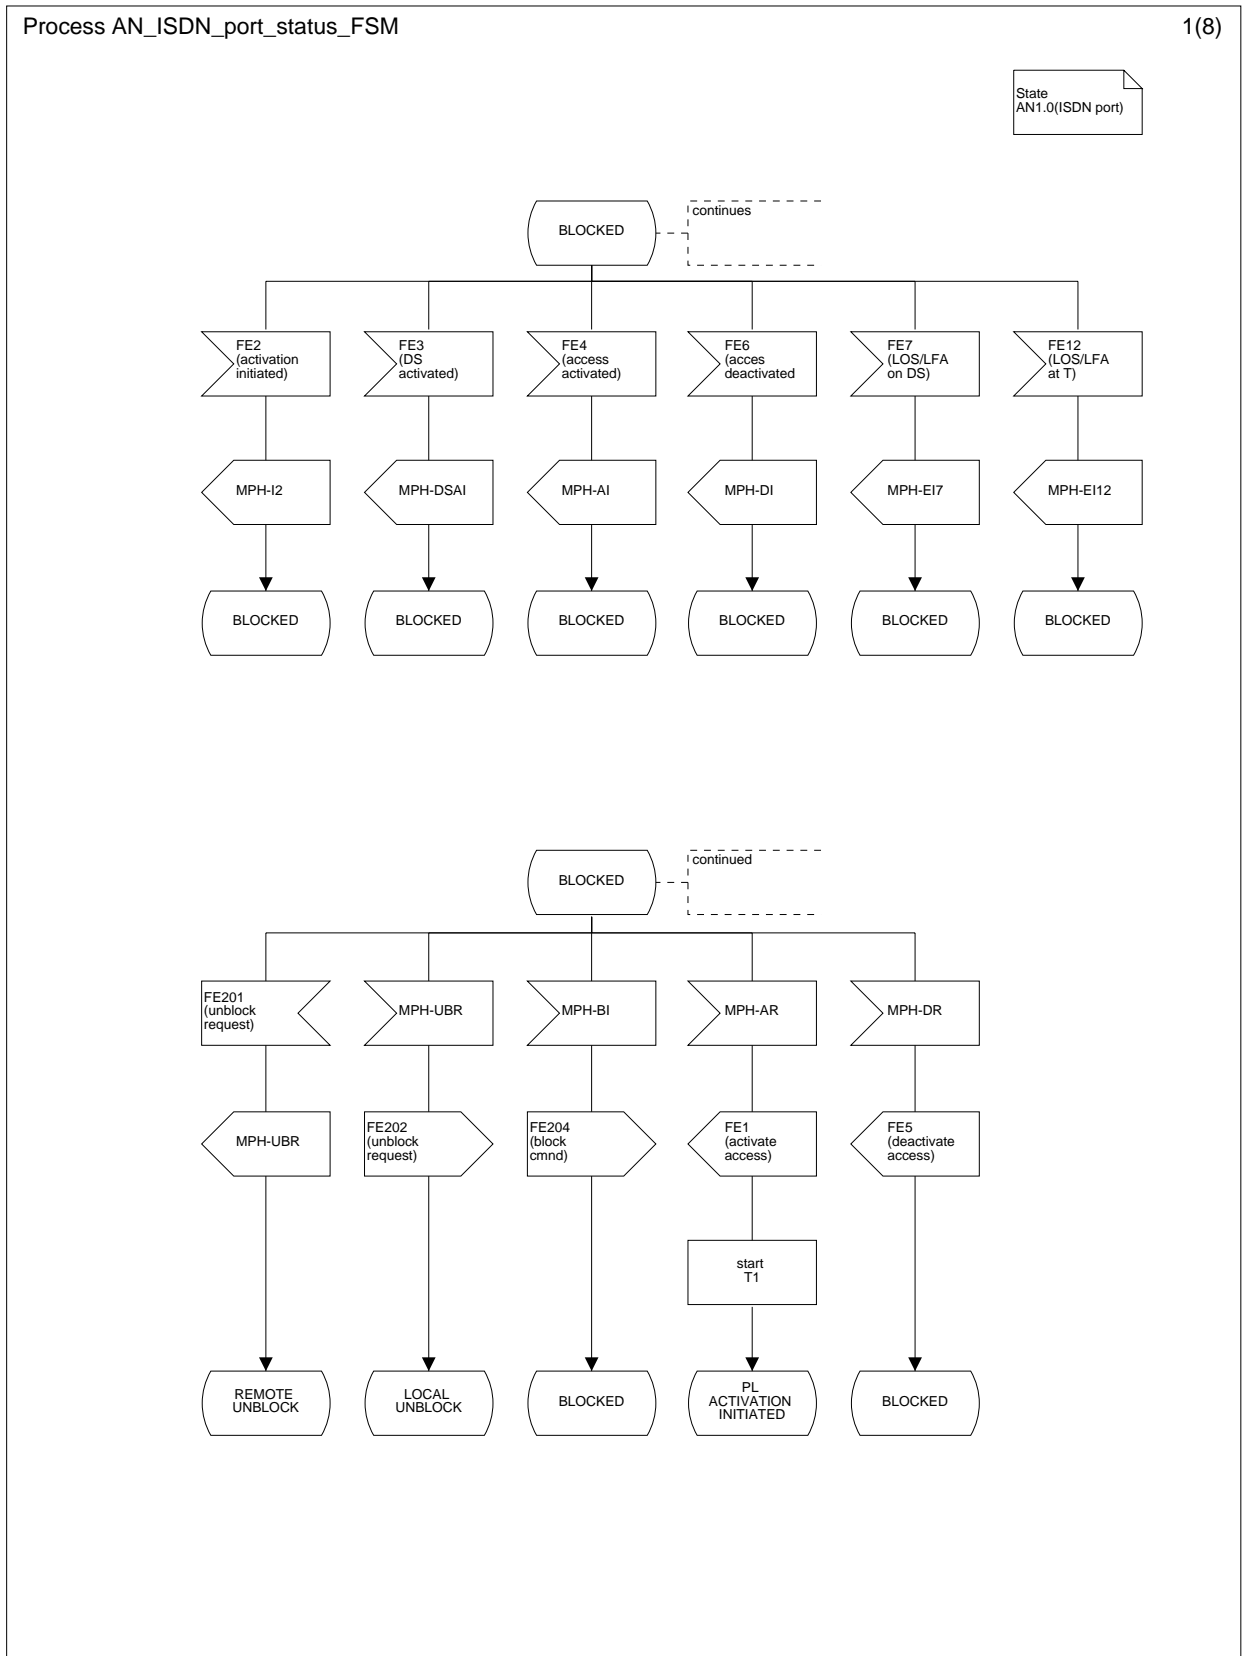 Process AN_ISDN_port_status_FSM
1(8)
State
AN1.0(ISDN port)
BLOCKED
continues
FE2
(activation
initiated)
FE3
(DS
activated)
FE4
(access
activated)
FE6
(acces
deactivated
FE7
(LOS/LFA
on DS)
FE12
(LOS/LFA
at T)
MPH-I2
MPH-DSAI
MPH-AI
MPH-DI
MPH-EI7
MPH-EI12
BLOCKED
BLOCKED
BLOCKED
BLOCKED
BLOCKED
BLOCKED
BLOCKED
continued
FE201
(unblock
request)
MPH-UBR
MPH-BI
MPH-AR
MPH-DR
MPH-UBR
FE202
(unblock
request)
FE204
(block
cmnd)
FE1
(activate
access)
FE5
(deactivate
access)
start
T1
REMOTE
UNBLOCK
LOCAL
UNBLOCK
BLOCKED
PL
ACTIVATION
INITIATED
BLOCKED